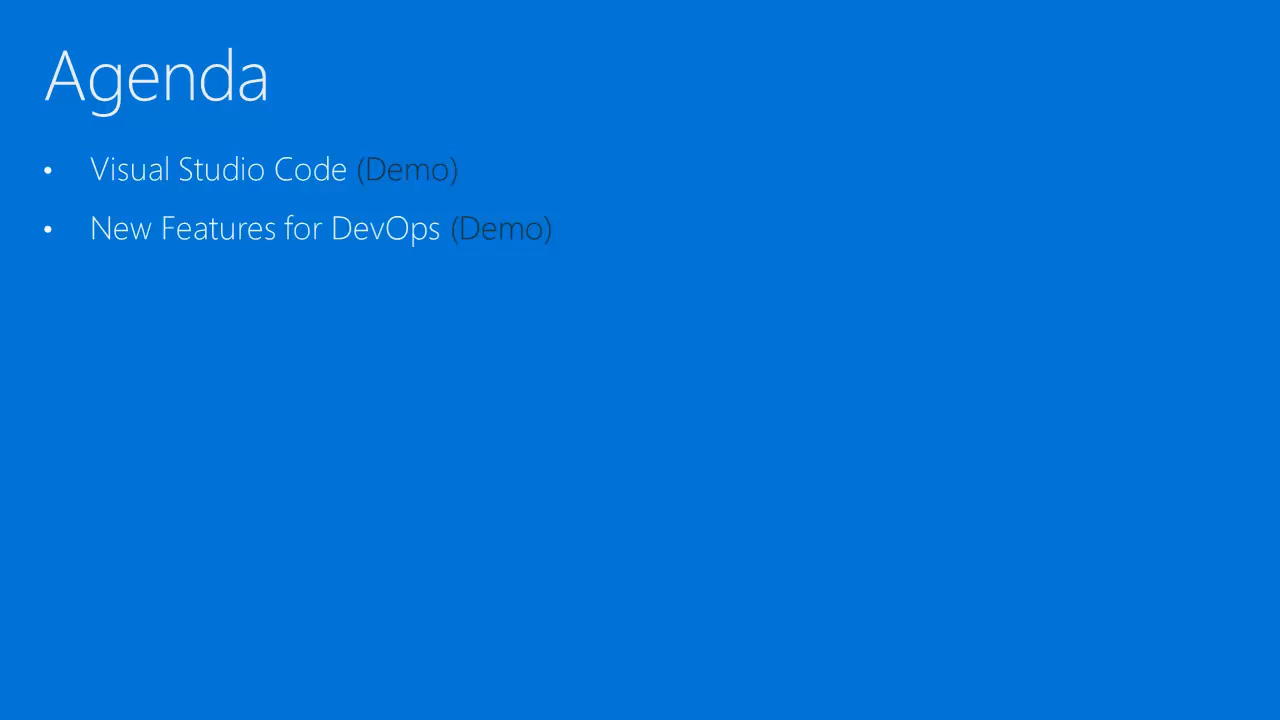 Agenda
• Visual Studio Code (Demo)
• New Features for DevOps (Demo)